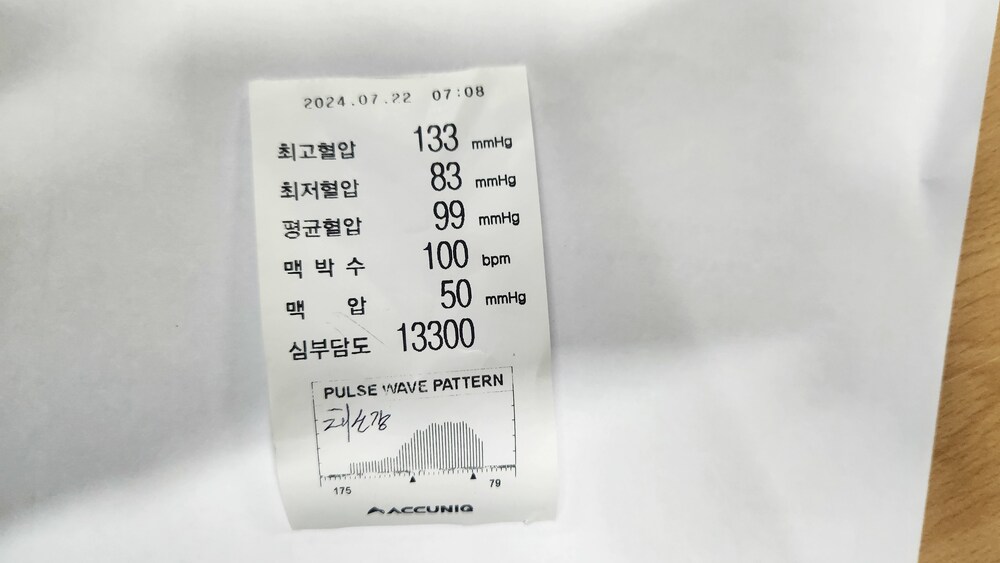 2024.07.22 07:08
최고혈압 133 mmHg
최저혈압 83 mmHg
평균혈압 99 mmHg
맥 박 수 100 bpm
맥 압 50 mmHg
심부담도 13300
PULSE WAVE PATTERN
175 79
ACCUNIQ